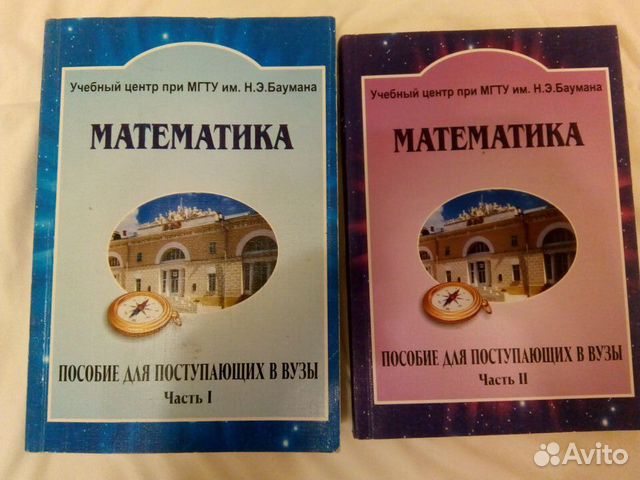 Учебный центр при МГТУ им. Н.Э.Баумана
МАТЕМАТИКА
ПОСОБИЕ ДЛЯ ПОСТУПАЮЩИХ В ВУЗЫ
Часть I
Учебный центр при МГТУ им. Н.Э.Баумана
МАТЕМАТИКА
ПОСОБИЕ ДЛЯ ПОСТУПАЮЩИХ В ВУЗЫ
Часть II
Avito